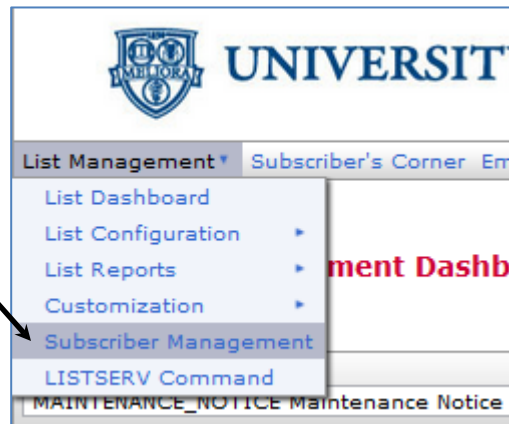 MELIORA
UNIVERSIT
List Management Subscriber's Corner Em
List Dashboard
List Configuration
List Reports
ment Dashb
Customization
Subscriber Management
LISTSERV Command
MAINTENANCE_NOTICE Maintenance Notice